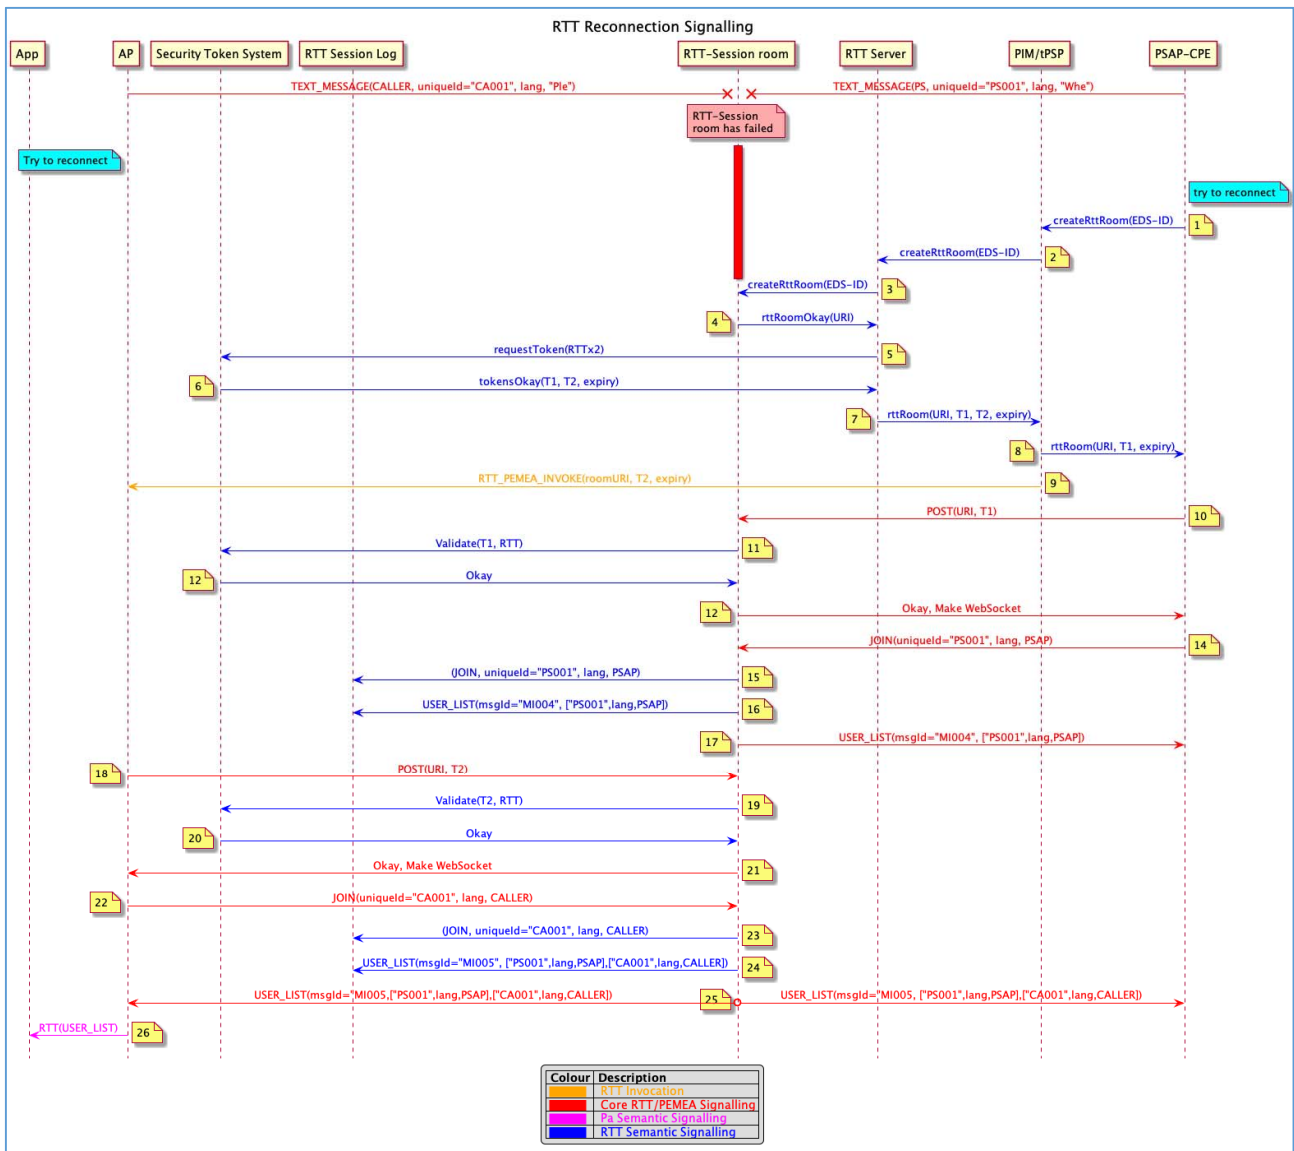 RTT Reconnection Signalling
App
AP
Security Token System
RTT Session Log
RTT-Session room
RTT Server
PIM/tPSP
PSAP-CPE
TEXT_MESSAGE(CALLER, uniqueId="CA001", lang, "Ple")
TEXT_MESSAGE(PS, uniqueId="PS001", lang, "Whe")
RTT-Session
room has failed
Try to reconnect
try to reconnect
createRttRoom(EDS-ID)
1
createRttRoom(EDS-ID)
2
createRttRoom(EDS-ID)
3
4
rttRoomOkay(URI)
requestToken(RTTx2)
5
6
tokensOkay(T1, T2, expiry)
7
rttRoom(URI, T1, T2, expiry)
8
rttRoom(URI, T1, expiry)
RTT_PEMEA_INVOKE(roomURI, T2, expiry)
9
POST(URI, T1)
10
Validate(T1, RTT)
11
12
Okay
12
Okay, Make WebSocket
JOIN(uniqueId="PS001", lang, PSAP)
14
(JOIN, uniqueId="PS001", lang, PSAP)
15
USER_LIST(msgId="MI004", ["PS001",lang,PSAP])
16
17
USER_LIST(msgId="MI004", ["PS001",lang,PSAP])
18
POST(URI, T2)
Validate(T2, RTT)
19
20
Okay
Okay, Make WebSocket
21
22
JOIN(uniqueId="CA001", lang, CALLER)
(JOIN, uniqueId="CA001", lang, CALLER)
23
USER_LIST(msgId="MI005", ["PS001",lang,PSAP],["CA001",lang,CALLER])
24
USER_LIST(msgId="MI005,["PS001",lang,PSAP],["CA001",lang,CALLER])
25
USER_LIST(msgId="MI005, ["PS001",lang,PSAP],["CA001",lang,CALLER])
RTT(USER_LIST)
26
Colour Description
RTT Invocation
Core RTT/PEMEA Signalling
Pa Semantic Signalling
RTT Semantic Signalling